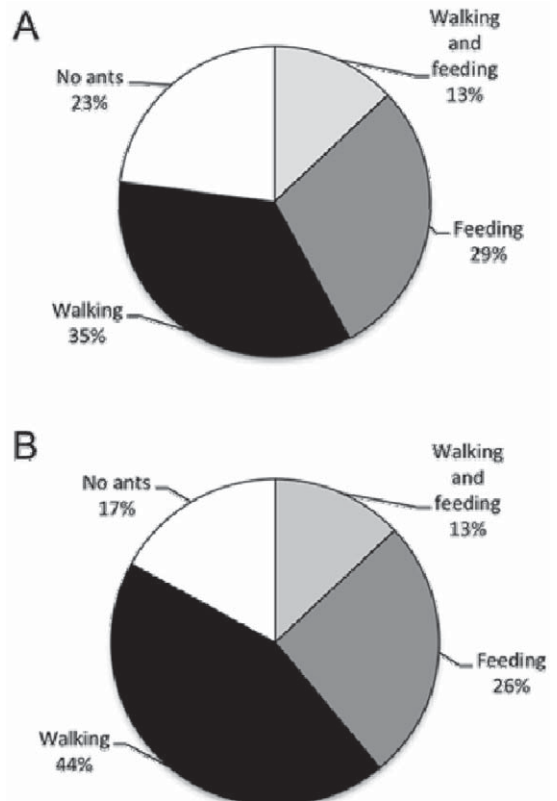 A
Walking
and
feeding
13%
No ants
23%
Feeding
29%
Walking
35%
B
Walking
and
feeding
13%
No ants
17%
Feeding
26%
Walking
44%